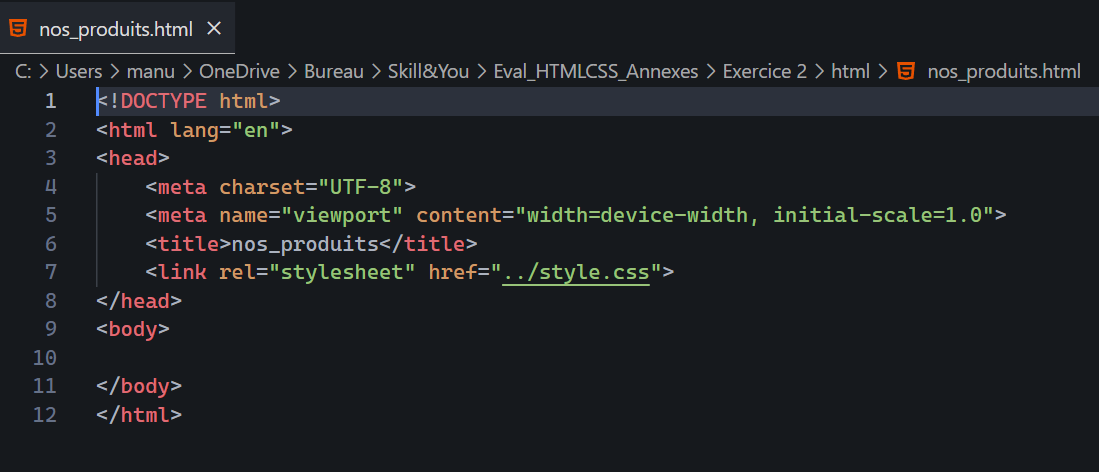 nos_produits.html
C: > Users > manu > OneDrive > Bureau > Skill&You > Eval_HTMLCSS_Annexes > Exercice 2 > html > nos_produits.html
1 <!DOCTYPE html>
2 <html lang="en">
3 <head>
4     <meta charset="UTF-8">
5     <meta name="viewport" content="width=device-width, initial-scale=1.0">
6     <title>nos_produits</title>
7     <link rel="stylesheet" href="../style.css">
8 </head>
9 <body>
10
11 </body>
12 </html>